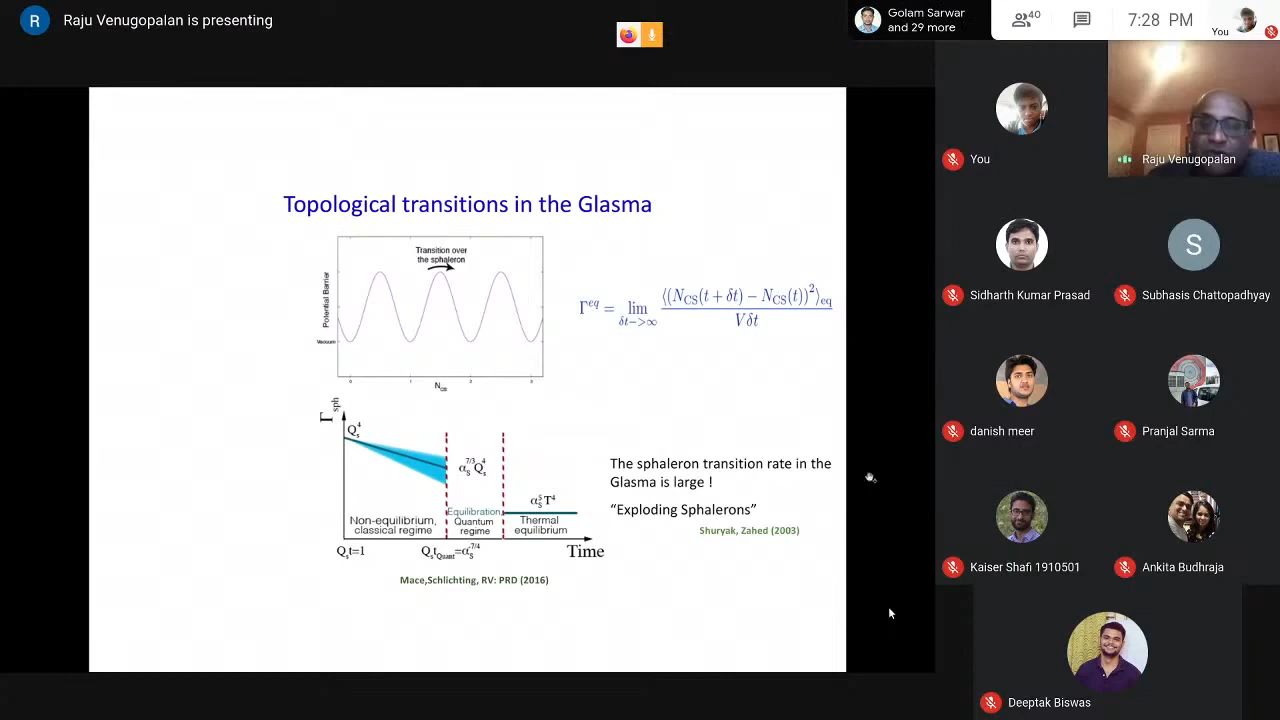 R
Raju Venugopalan is presenting
Golam Sarwar
and 29 more
40
7:28 PM
You
Topological transitions in the Glasma
Transition over
the sphaleron
Potential Barrier
Vacuum
0 1 2 3
N_CS
Γ^{eq} = lim_{δt−>∞} ⟨(N_CS(t + δt) − N_CS(t))^2⟩_eq / Vδt
Γ_sph
Q_s^4
α_S^{7/3} Q_s^4
α_S^5 T^4
Non-equilibrium,
classical regime
Equilibration,
Quantum
regime
Thermal
equilibrium
Q_s t=1
Q_s t_Quant=α_S^{-7/4}
Time
Mace,Schlichting, RV: PRD (2016)
The sphaleron transition rate in the
Glasma is large !
“Exploding Sphalerons”
Shuryak, Zahed (2003)
You
Raju Venugopalan
S
Sidharth Kumar Prasad
Subhasis Chattopadhyay
danish meer
Pranjal Sarma
Kaiser Shafi 1910501
Ankita Budhraja
Deeptak Biswas